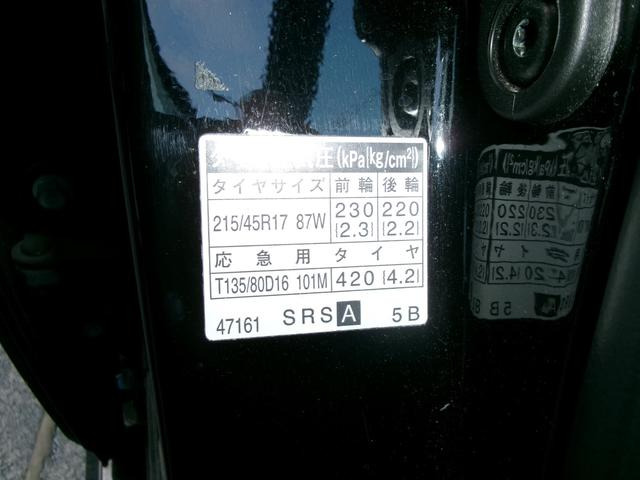 圧(kPa{kg/cm²})
タイヤサイズ 前輪 後輪
215/45R17 87W 230 220
{2.3} {2.2}
応急用タイヤ
T135/80D16 101M 420 {4.2}
47161 SRS A 5B